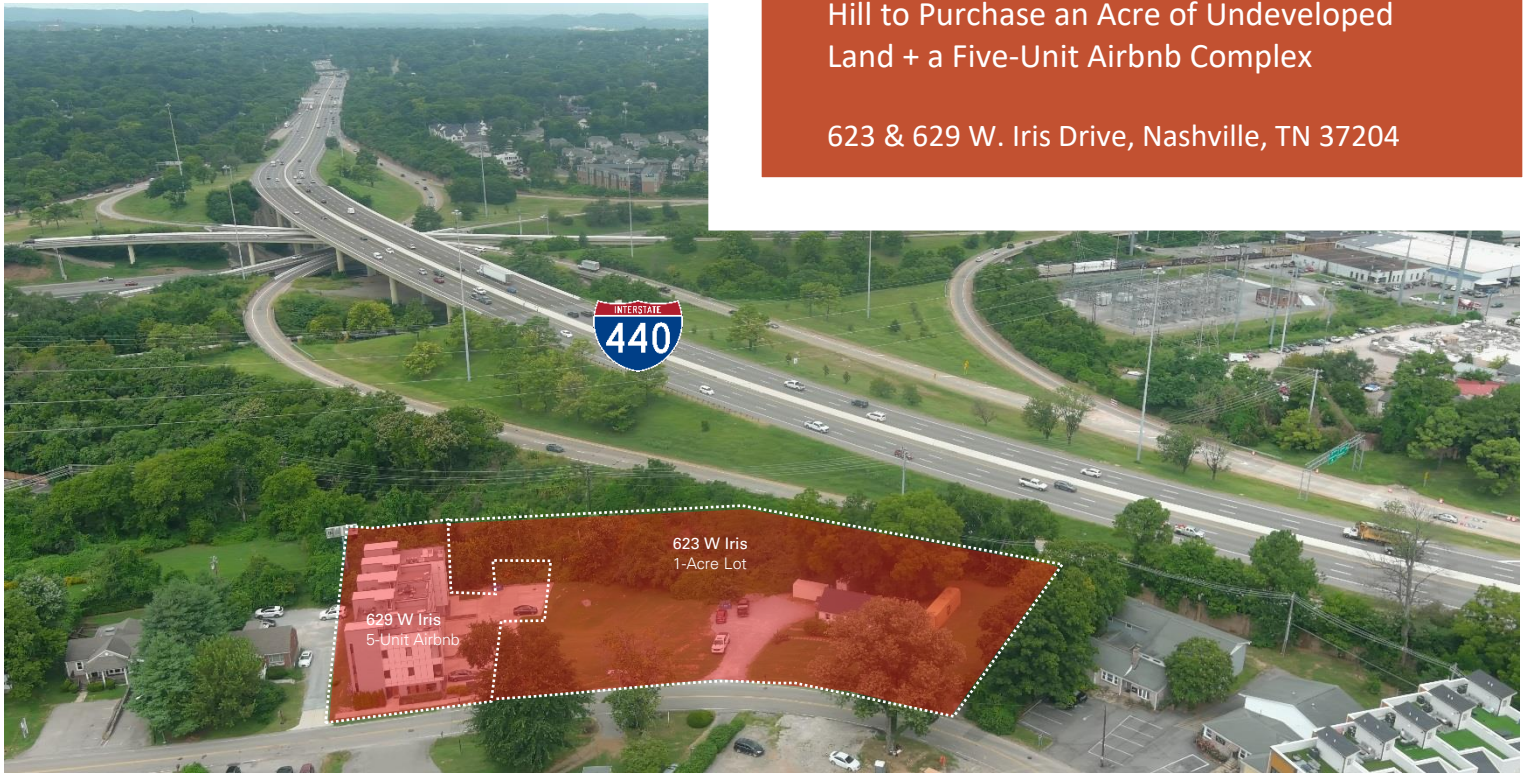 Hill to Purchase an Acre of Undeveloped
Land + a Five-Unit Airbnb Complex
623 & 629 W. Iris Drive, Nashville, TN 37204
INTERSTATE
440
623 W Iris
1-Acre Lot
629 W Iris
5-Unit Airbnb